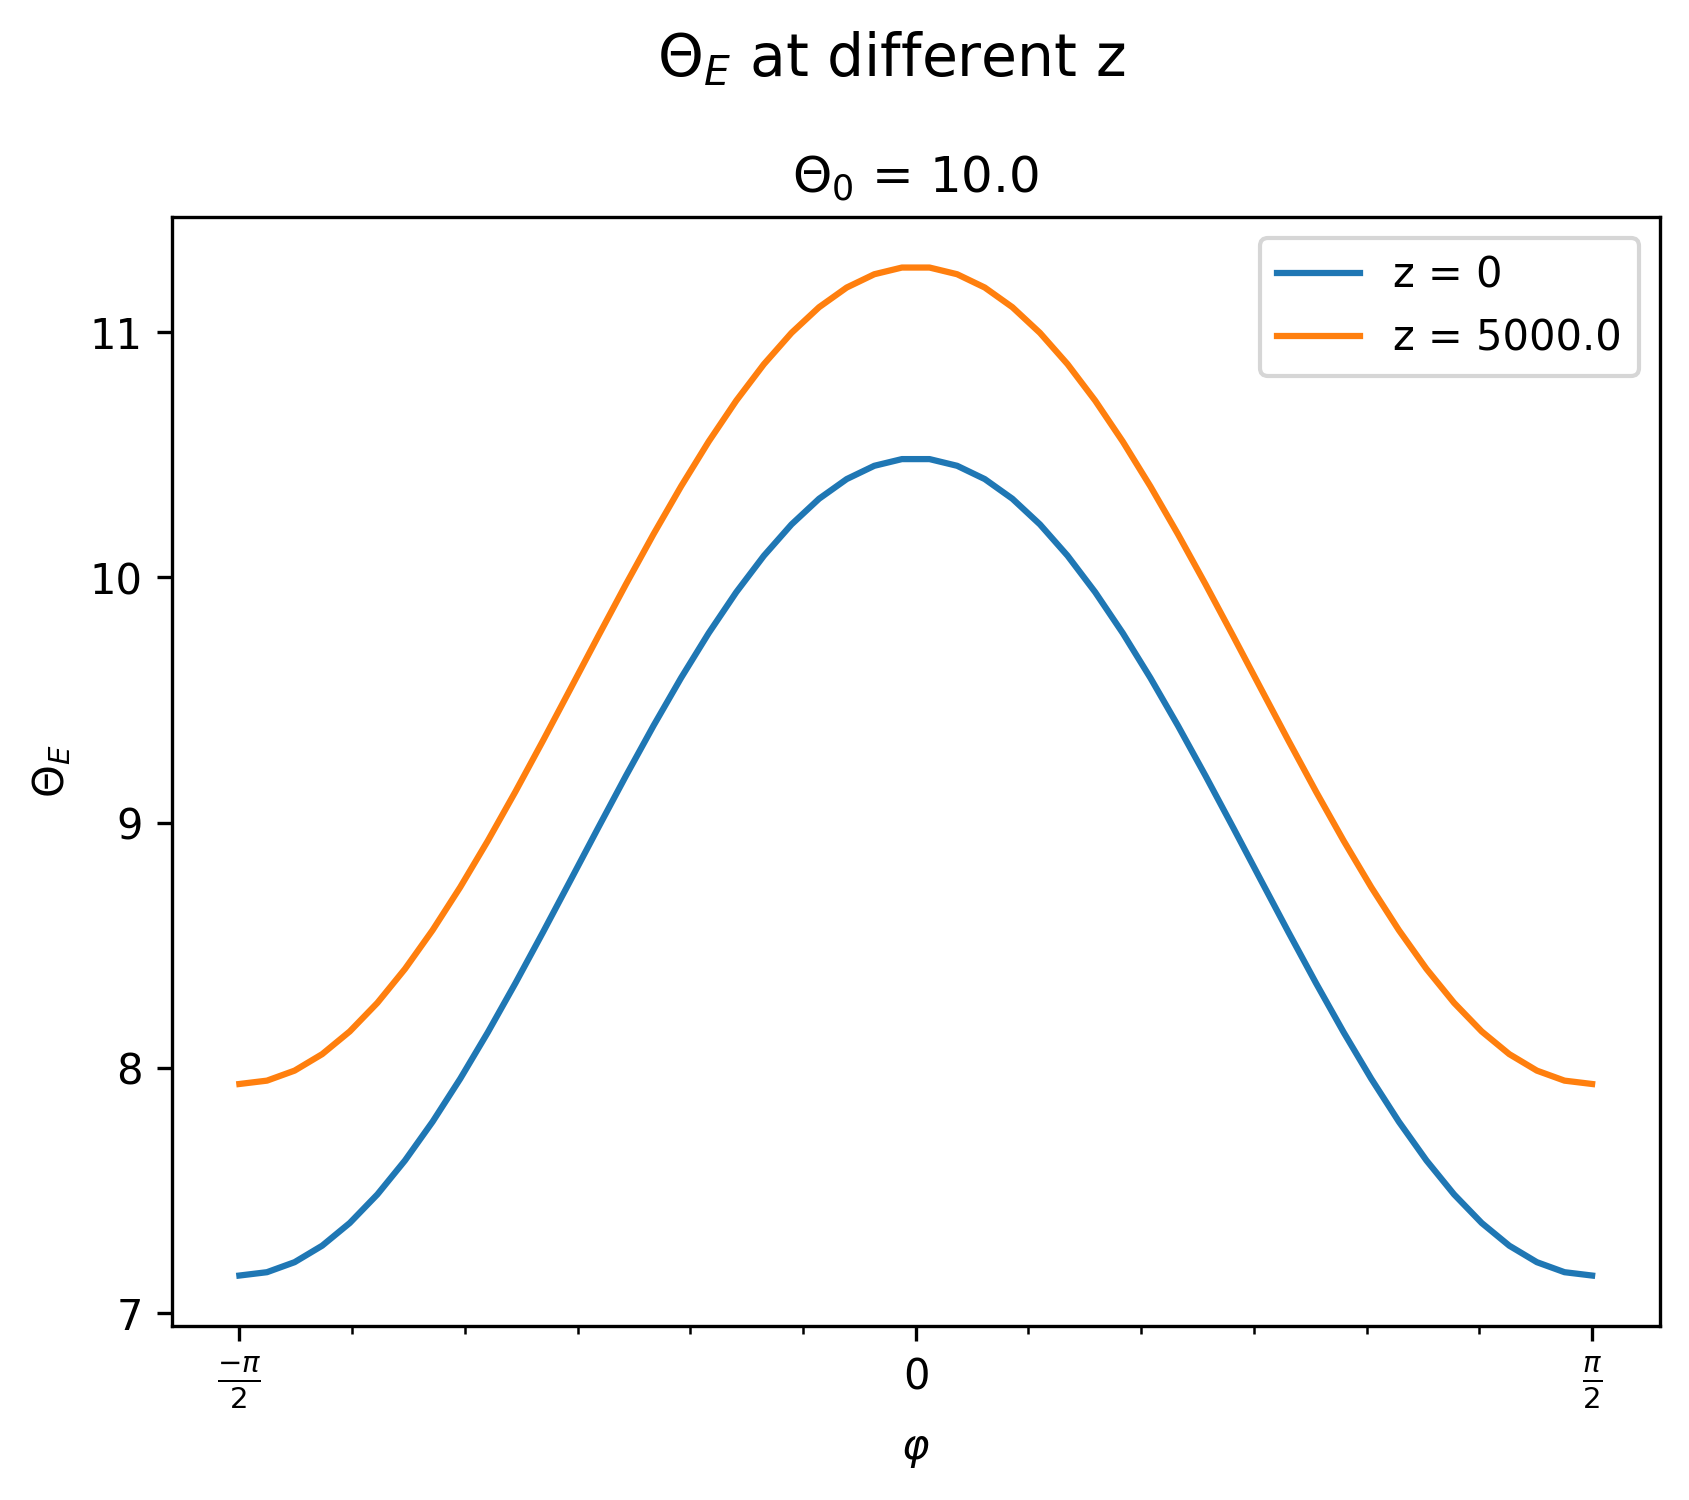 Θ_E at different z
Θ_0 = 10.0
z = 0
z = 5000.0
Θ_E
11
10
9
8
7
-π/2
0
π/2
φ